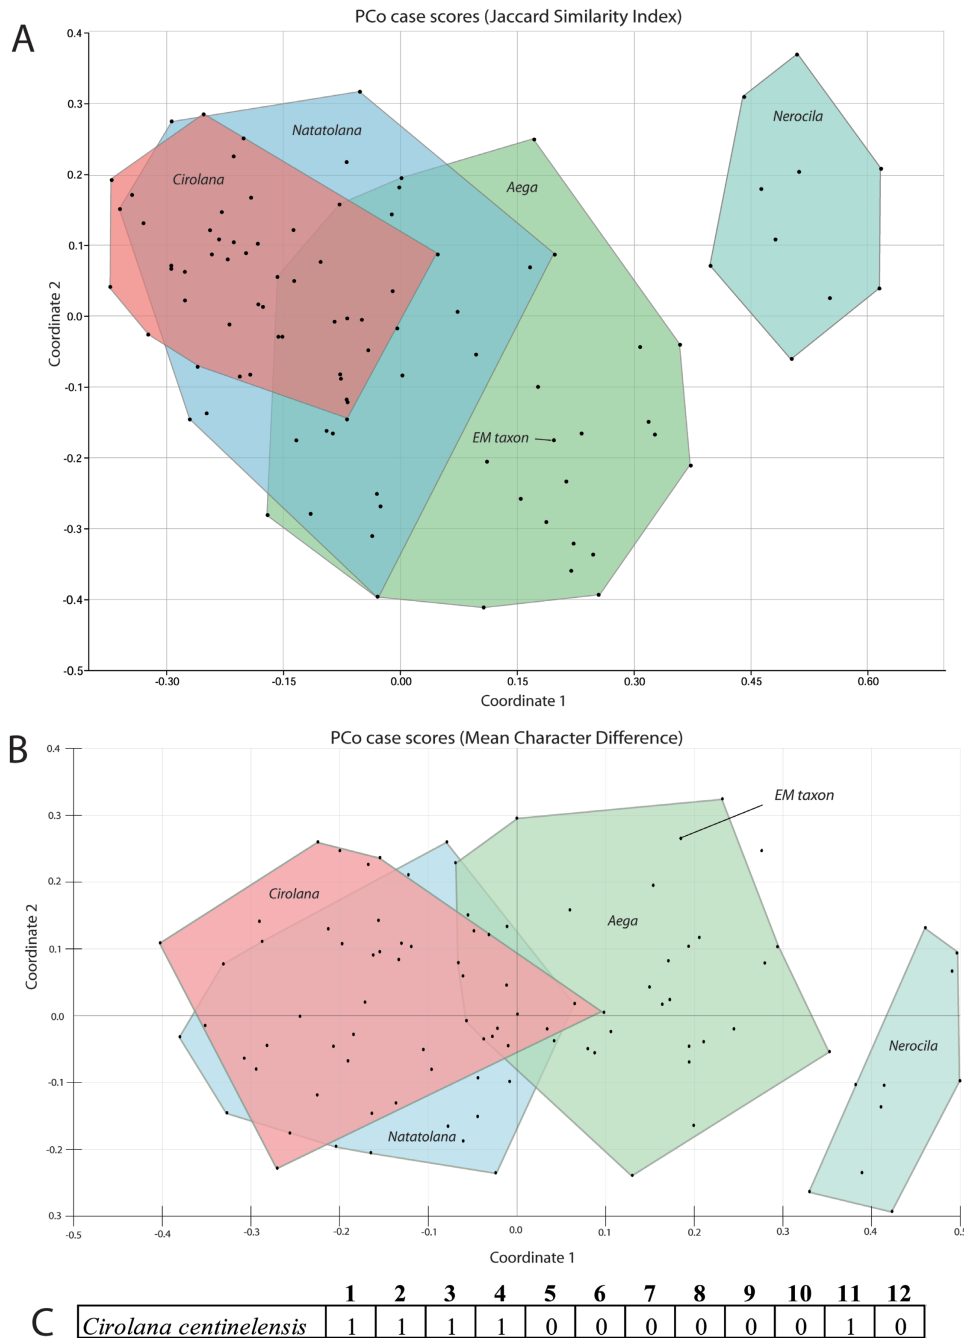 A
PCo case scores (Jaccard Similarity Index)
0.4
0.3
0.2
0.1
0.0
-0.1
-0.2
-0.3
-0.4
-0.5
Coordinate 2
Natatolana
Cirolana
Aega
Nerocila
EM taxon
-0.30 -0.15 0.00 0.15 0.30 0.45 0.60
Coordinate 1
B
PCo case scores (Mean Character Difference)
0.4
0.3
0.2
0.1
0.0
-0.1
-0.2
0.3
Coordinate 2
EM taxon
Cirolana
Aega
Nerocila
Natatolana
-0.5 -0.4 -0.3 -0.2 -0.1 0.0 0.1 0.2 0.3 0.4 0.5
Coordinate 1
C
1 2 3 4 5 6 7 8 9 10 11 12
Cirolana centinelensis 1 1 1 1 0 0 0 0 0 0 1 0